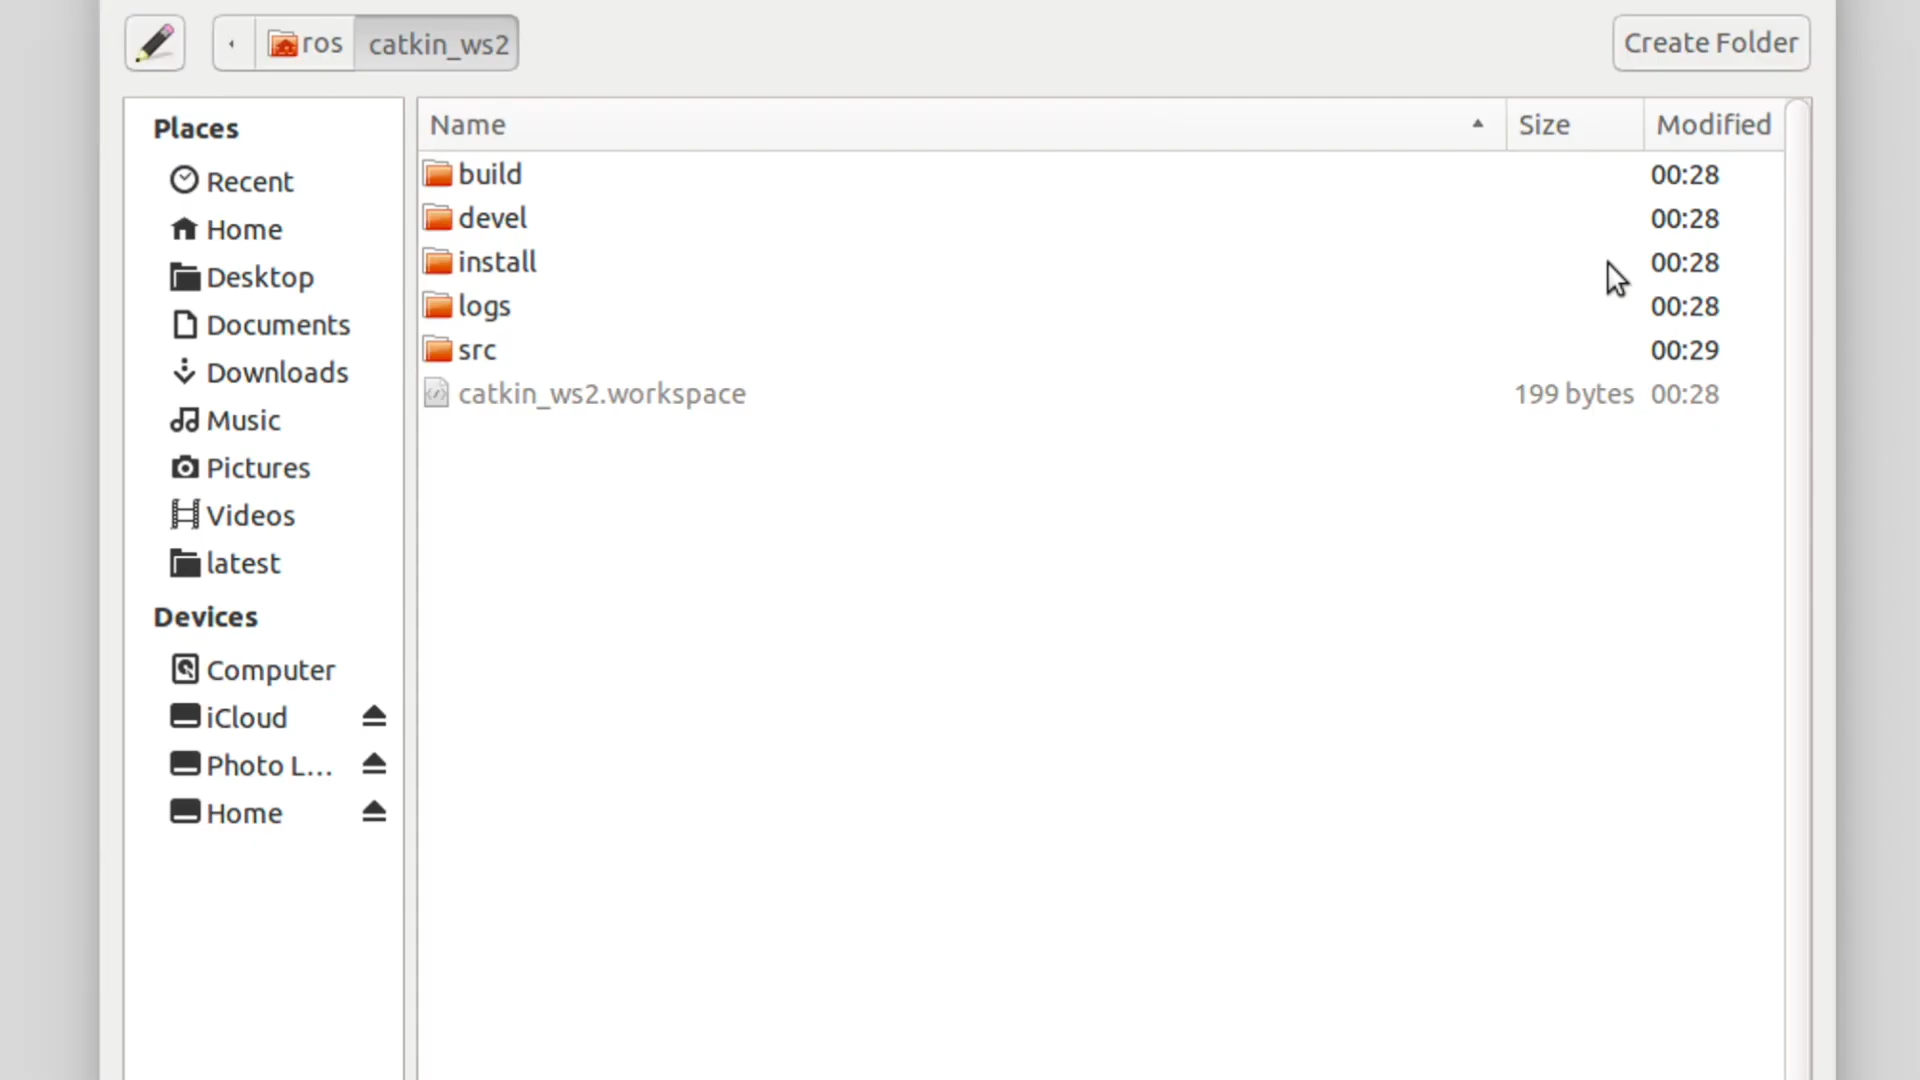 ros catkin_ws2 Create Folder
Places
Recent
Home
Desktop
Documents
Downloads
Music
Pictures
Videos
latest
Devices
Computer
iCloud
Photo L...
Home
Name Size Modified
build 00:28
devel 00:28
install 00:28
logs 00:28
src 00:29
catkin_ws2.workspace 199 bytes 00:28